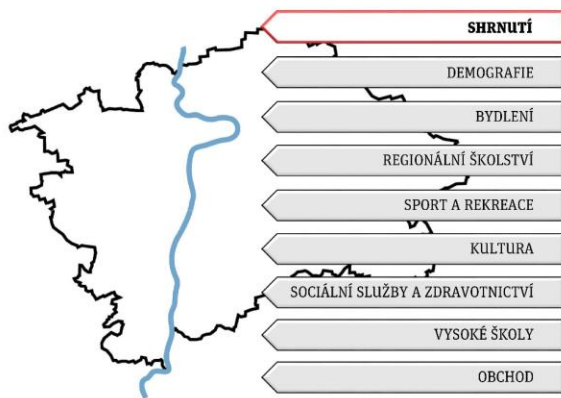 SHRNUTÍ
DEMOGRAFIE
BYDLENÍ
REGIONÁLNÍ ŠKOLSTVÍ
SPORT A REKREACE
KULTURA
SOCIÁLNÍ SLUŽBY A ZDRAVOTNICTVÍ
VYSOKÉ ŠKOLY
OBCHOD